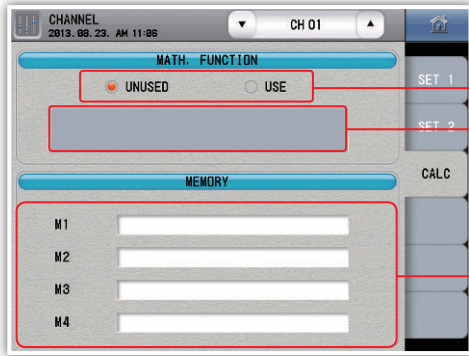 CHANNEL
2013.08.23. AM 11:06
CH 01
MATH. FUNCTION
UNUSED
USE
SET 1
SET 2
CALC
MEMORY
M1
M2
M3
M4